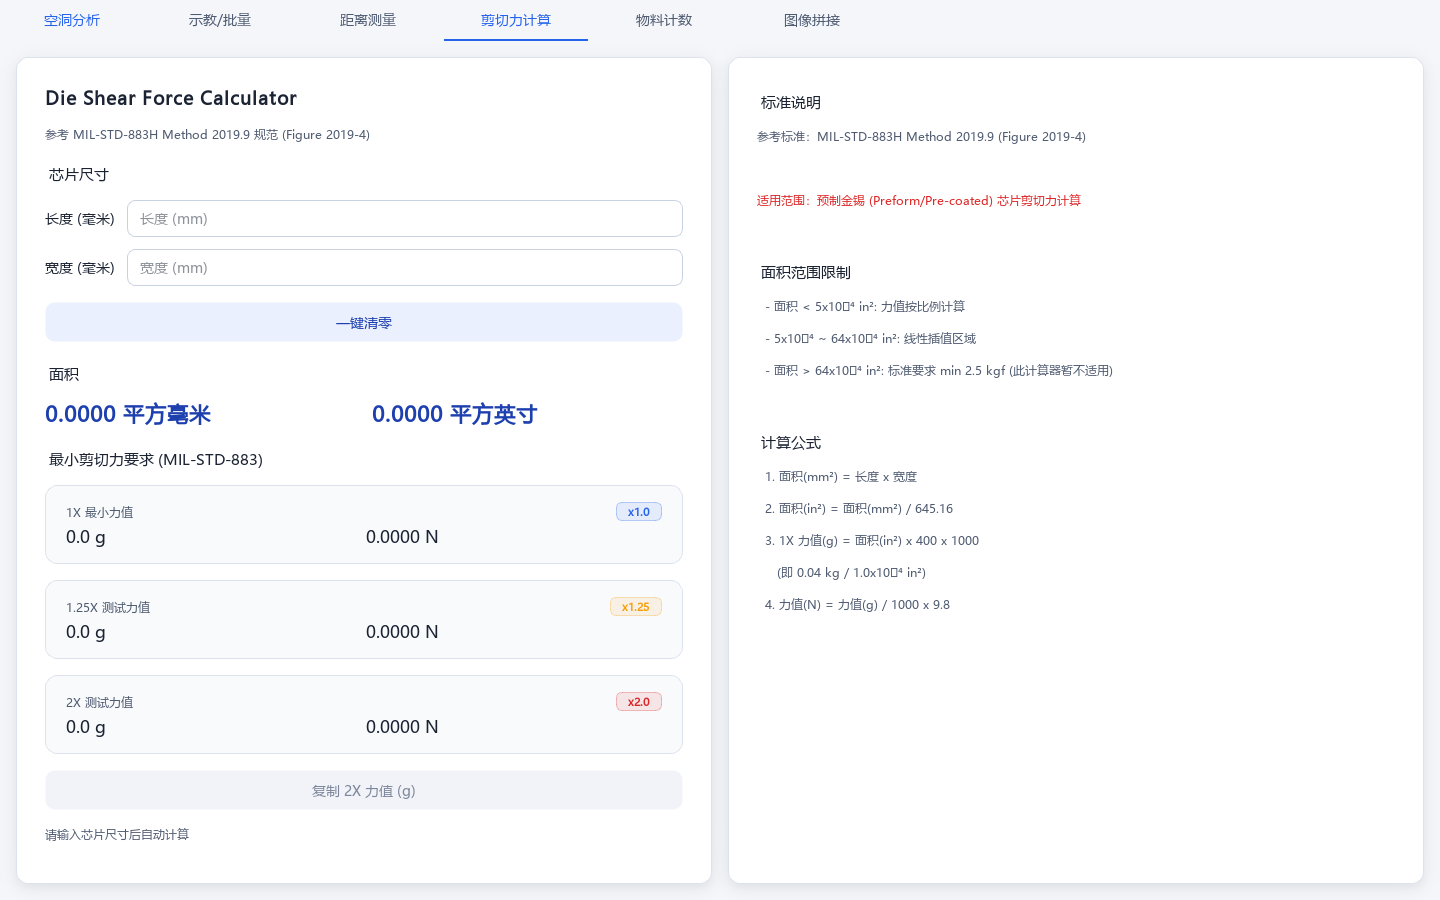 空洞分析
示教/批量
距离测量
剪切力计算
物料计数
图像拼接
Die Shear Force Calculator
参考 MIL-STD-883H Method 2019.9 规范 (Figure 2019-4)
芯片尺寸
长度 (毫米)
长度 (mm)
宽度 (毫米)
宽度 (mm)
一键清零
面积
0.0000 平方毫米
0.0000 平方英寸
最小剪切力要求 (MIL-STD-883)
1X 最小力值
x1.0
0.0 g
0.0000 N
1.25X 测试力值
x1.25
0.0 g
0.0000 N
2X 测试力值
x2.0
0.0 g
0.0000 N
复制 2X 力值 (g)
请输入芯片尺寸后自动计算
标准说明
参考标准：MIL-STD-883H Method 2019.9 (Figure 2019-4)
适用范围：预制金锡 (Preform/Pre-coated) 芯片剪切力计算
面积范围限制
- 面积 < 5x10▯⁴ in²: 力值按比例计算
- 5x10▯⁴ ~ 64x10▯⁴ in²: 线性插值区域
- 面积 > 64x10▯⁴ in²: 标准要求 min 2.5 kgf (此计算器暂不适用)
计算公式
1. 面积(mm²) = 长度 x 宽度
2. 面积(in²) = 面积(mm²) / 645.16
3. 1X 力值(g) = 面积(in²) x 400 x 1000
(即 0.04 kg / 1.0x10▯⁴ in²)
4. 力值(N) = 力值(g) / 1000 x 9.8